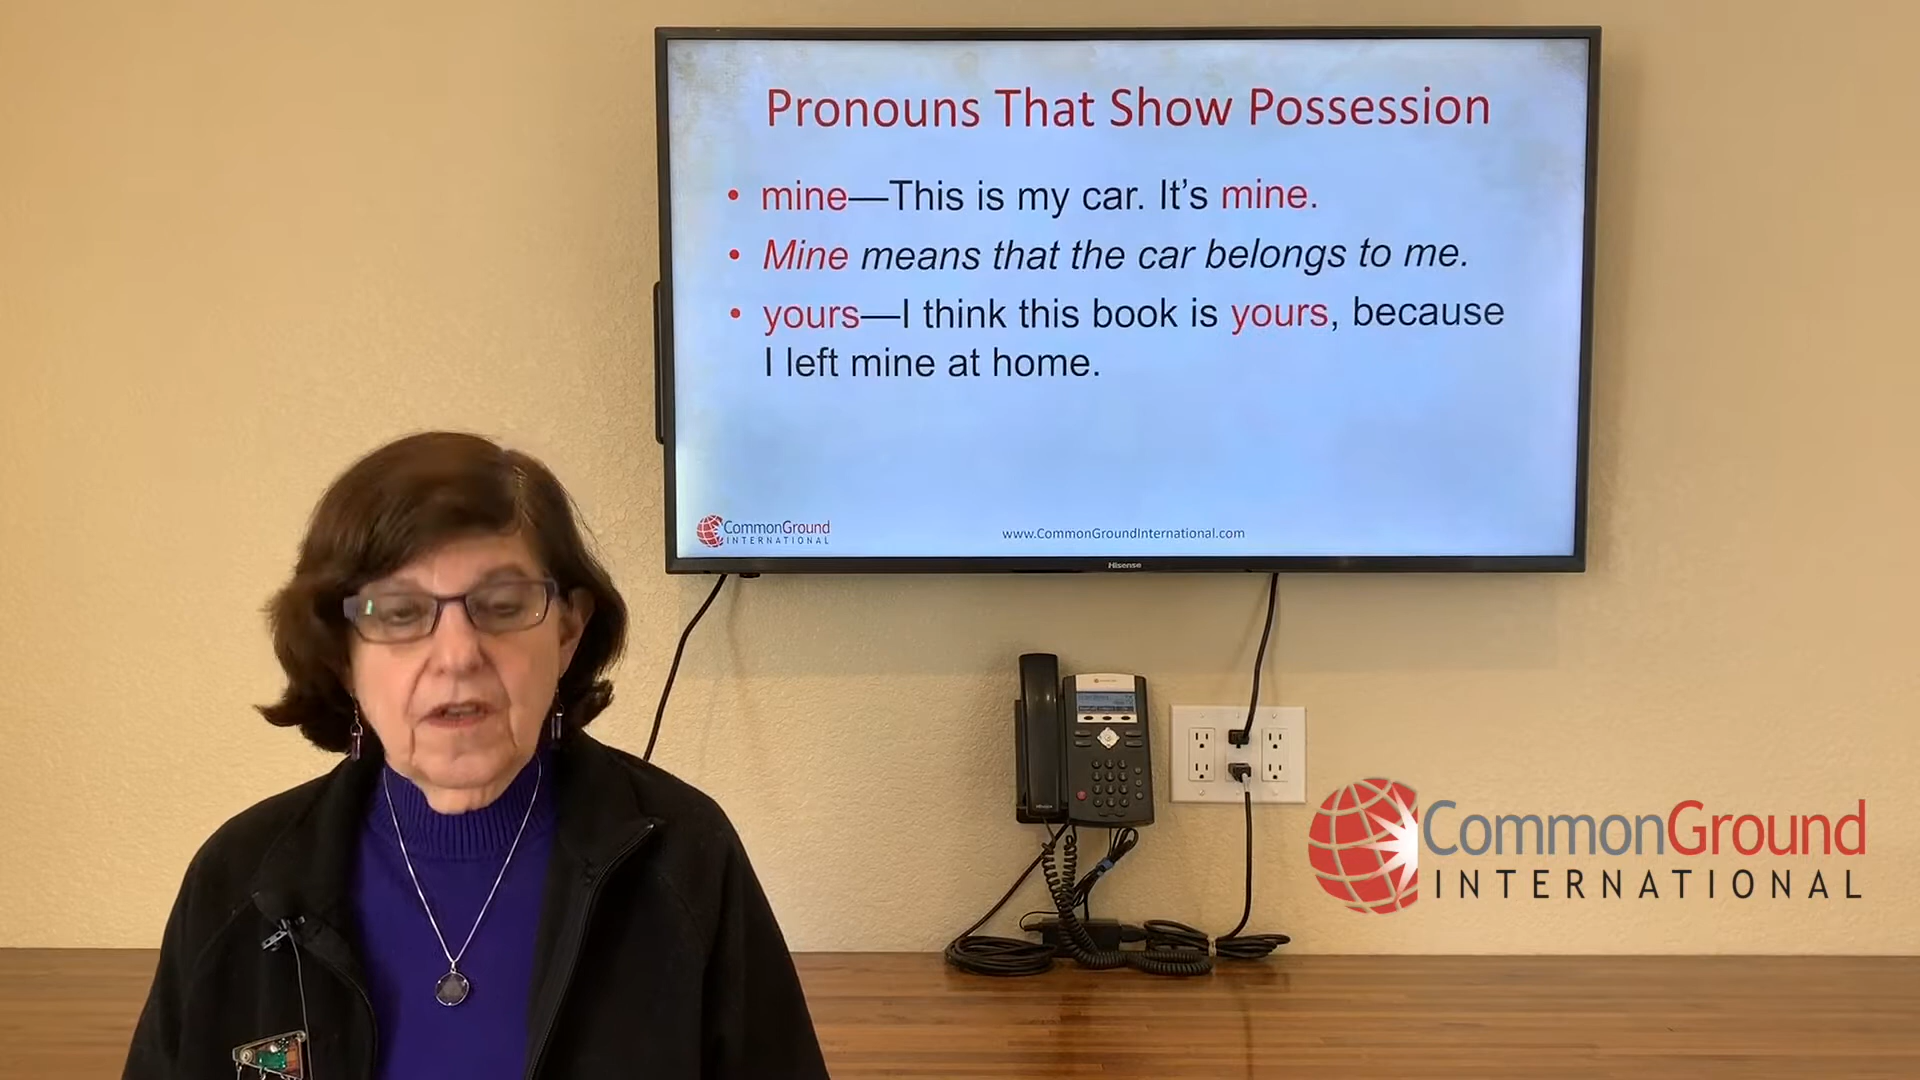 Pronouns That Show Possession
• mine—This is my car. It's mine.
• Mine means that the car belongs to me.
• yours—I think this book is yours, because
I left mine at home.
CommonGround
INTERNATIONAL
www.CommonGroundInternational.com
Hisense
CommonGround
INTERNATIONAL